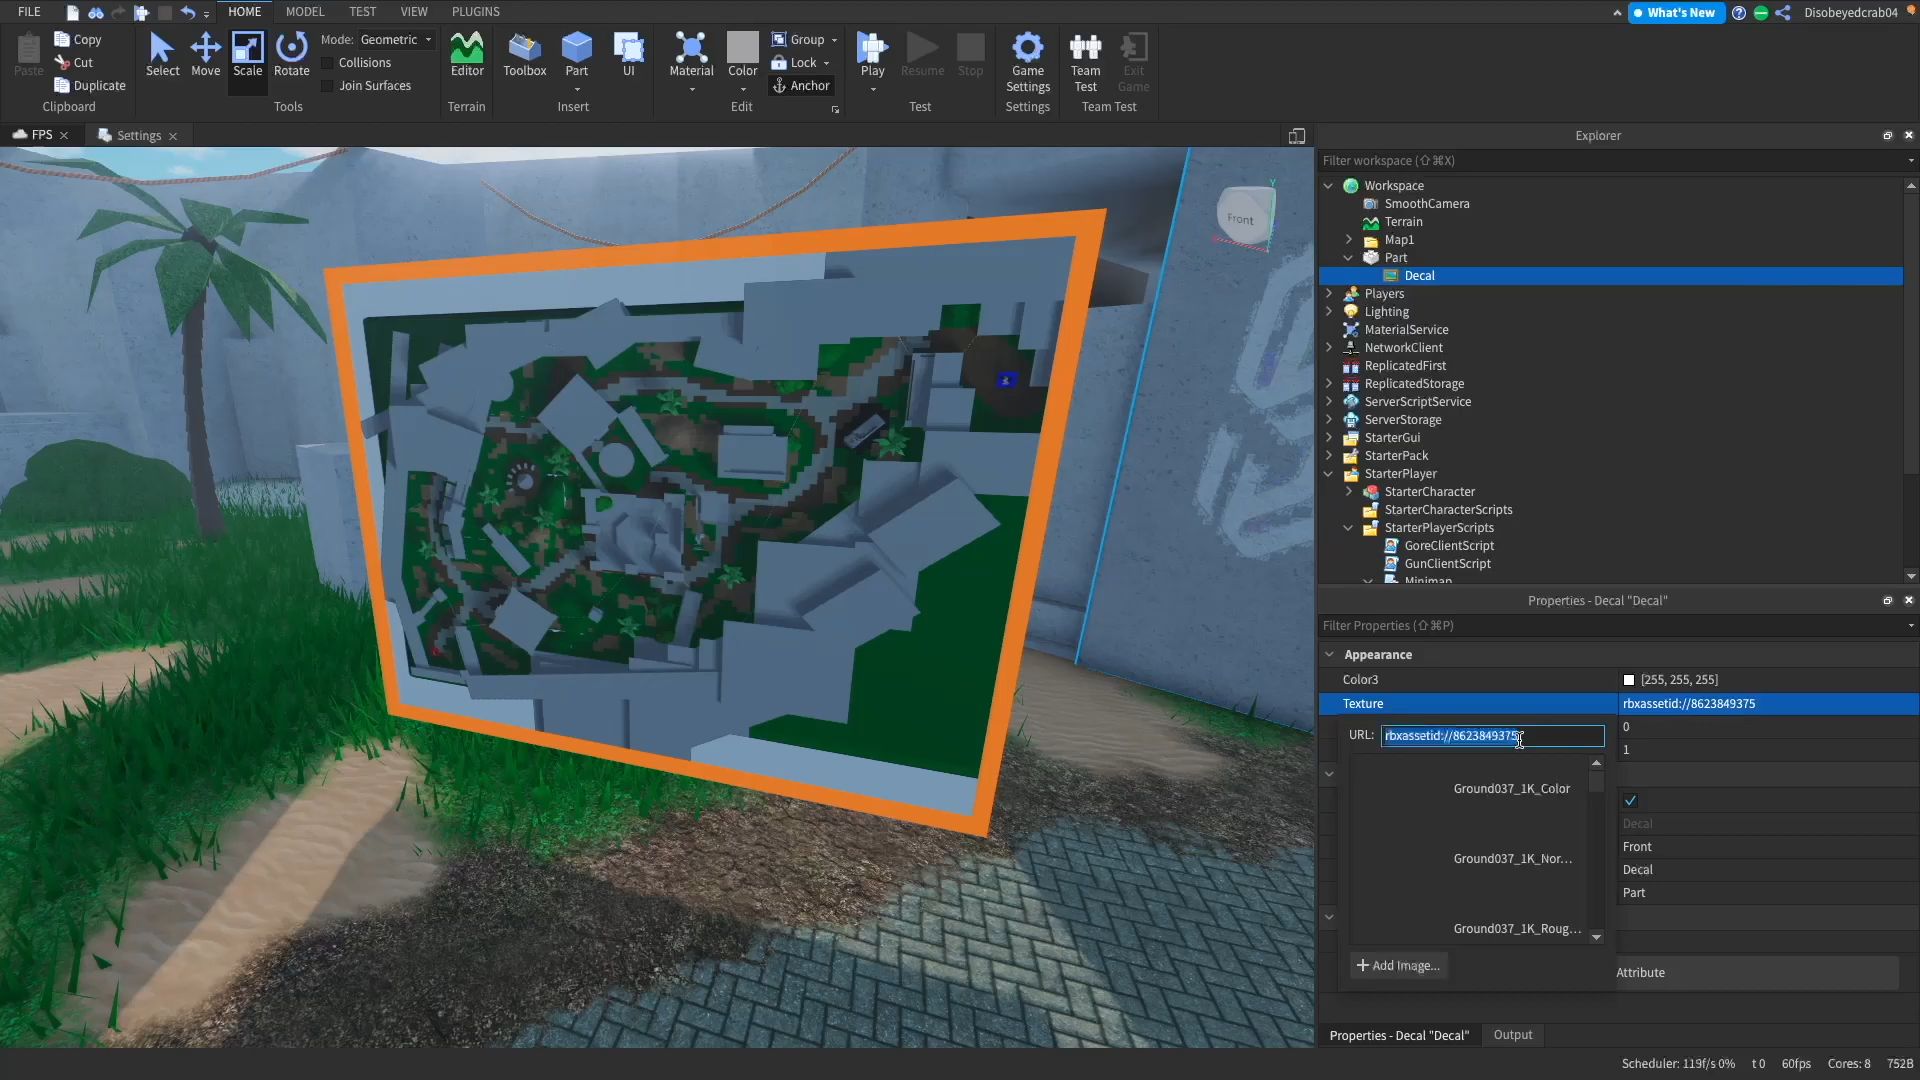 FILE HOME MODEL TEST VIEW PLUGINS What's New Disobeyedcrab04
Paste Copy Cut Duplicate Clipboard
Select Move Scale Rotate Mode: Geometric Collisions Join Surfaces Tools
Editor Terrain
Toolbox Part UI Insert
Material Color Group Lock Anchor Edit
Play Resume Stop Test
Game Settings Settings
Team Test Exit Game Team Test
FPS Settings
Front
Explorer
Filter workspace (⇧⌘X)
Workspace
SmoothCamera
Terrain
Map1
Part
Decal
Players
Lighting
MaterialService
NetworkClient
ReplicatedFirst
ReplicatedStorage
ServerScriptService
ServerStorage
StarterGui
StarterPack
StarterPlayer
StarterCharacter
StarterCharacterScripts
StarterPlayerScripts
GoreClientScript
GunClientScript
Minimap
Properties - Decal "Decal"
Filter Properties (⇧⌘P)
Appearance
Color3 [255, 255, 255]
Texture rbxassetid://8623849375
0
URL: rbxassetid://8623849375
1
Ground037_1K_Color
Decal
Front
Ground037_1K_Nor...
Decal
Part
Ground037_1K_Roug...
Add Image...
Attribute
Properties - Decal "Decal" Output
Scheduler: 119f/s 0% t 0 60fps Cores: 8 752B